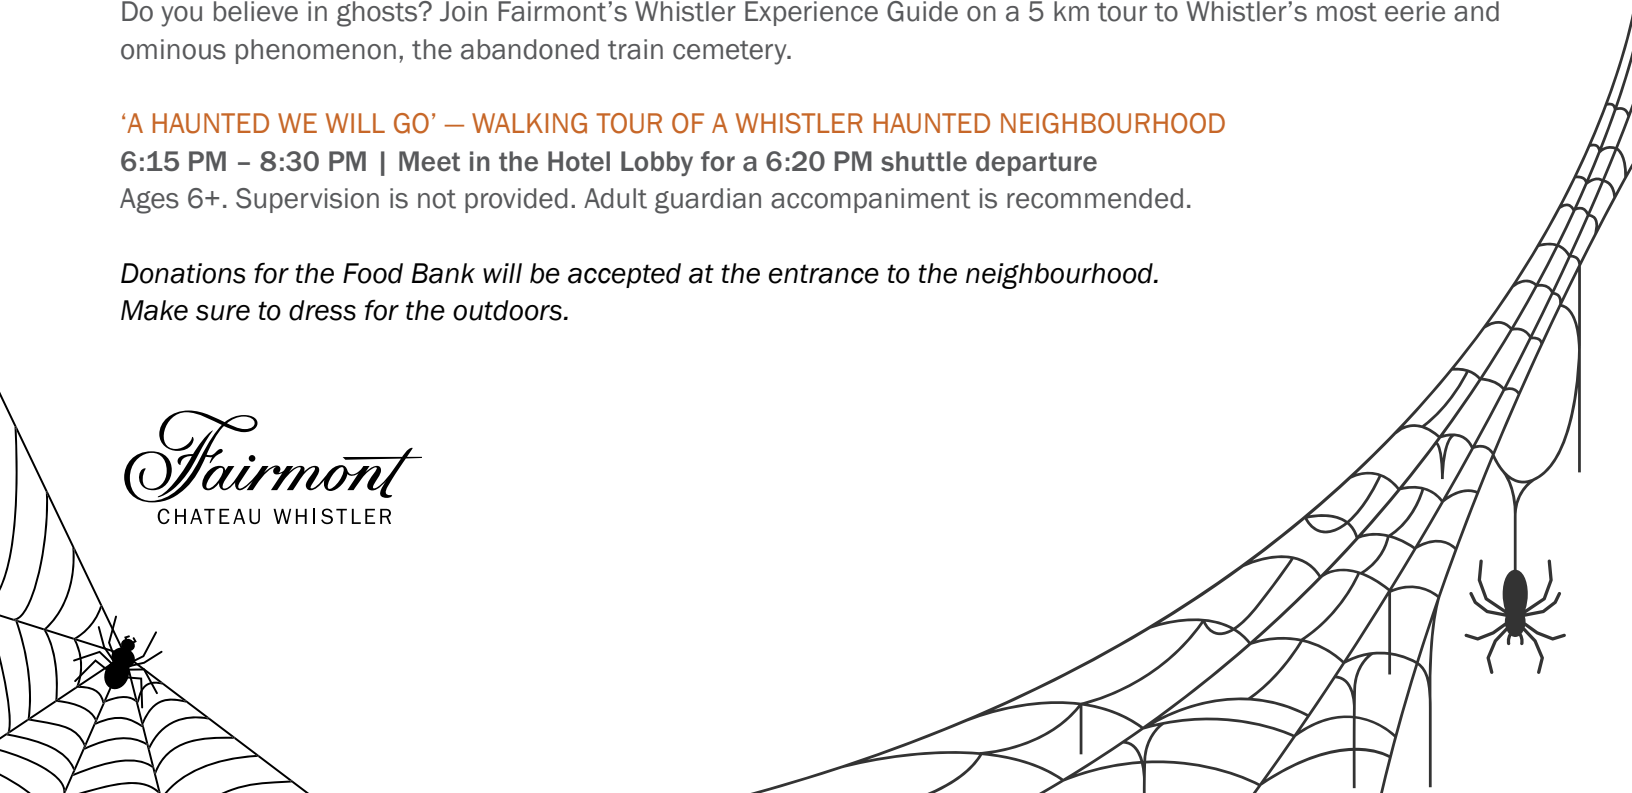 Do you believe in ghosts? Join Fairmont’s Whistler Experience Guide on a 5 km tour to Whistler’s most eerie and
ominous phenomenon, the abandoned train cemetery.
‘A HAUNTED WE WILL GO’ — WALKING TOUR OF A WHISTLER HAUNTED NEIGHBOURHOOD
6:15 PM – 8:30 PM | Meet in the Hotel Lobby for a 6:20 PM shuttle departure
Ages 6+. Supervision is not provided. Adult guardian accompaniment is recommended.
Donations for the Food Bank will be accepted at the entrance to the neighbourhood.
Make sure to dress for the outdoors.
Fairmont
CHATEAU WHISTLER